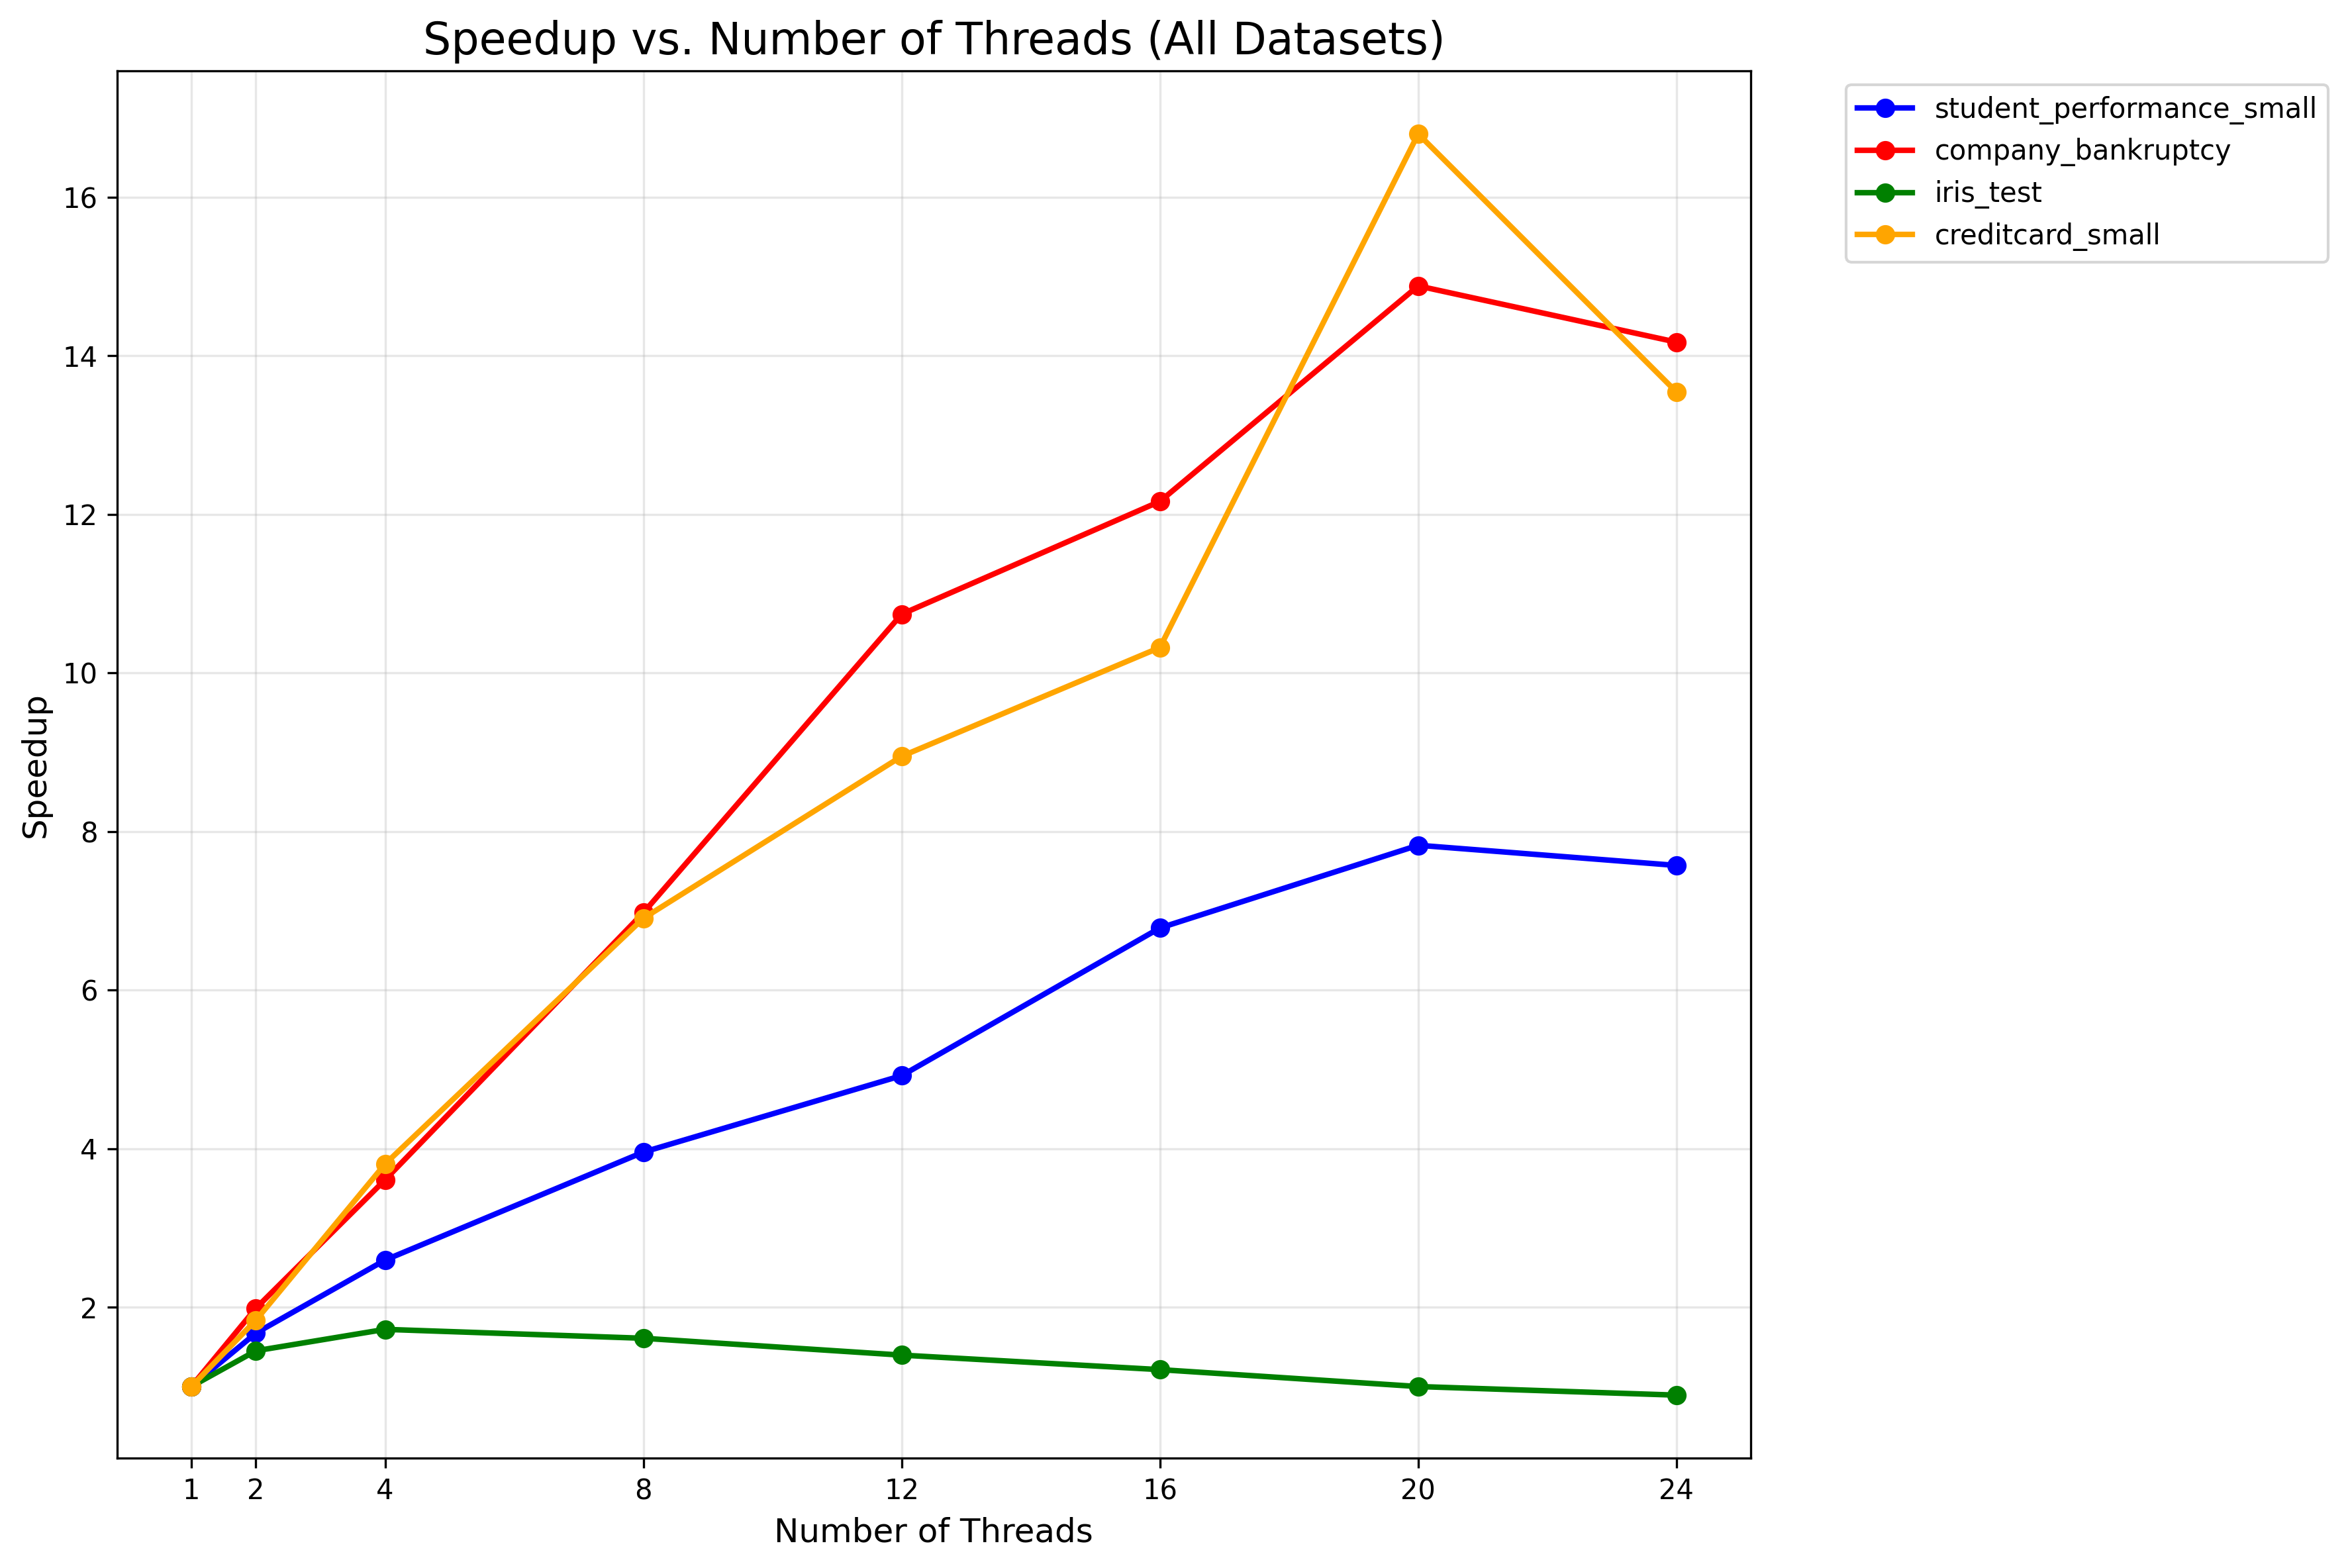 Speedup vs. Number of Threads (All Datasets)
student_performance_small
company_bankruptcy
iris_test
creditcard_small
16
14
12
10
8
6
4
2
Speedup
1 2 4 8 12 16 20 24
Number of Threads